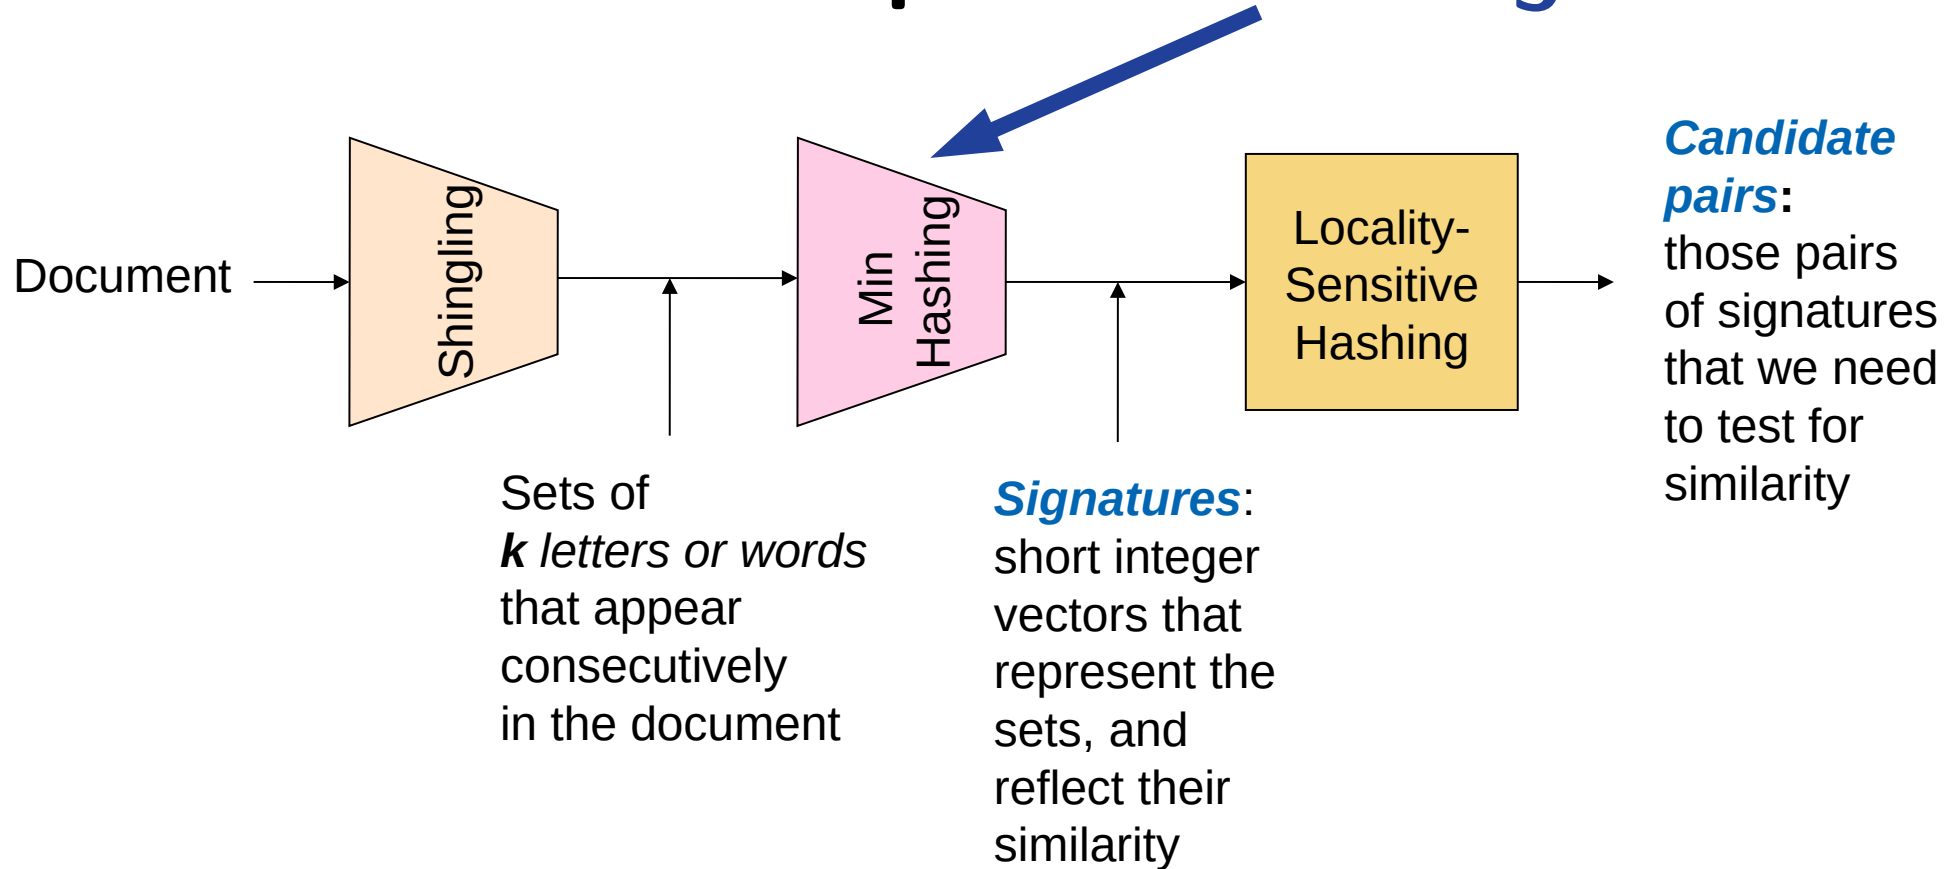 Document
Shingling
Min
Hashing
Locality-
Sensitive
Hashing
Candidate
pairs:
those pairs
of signatures
that we need
to test for
similarity
Sets of
k letters or words
that appear
consecutively
in the document
Signatures:
short integer
vectors that
represent the
sets, and
reflect their
similarity